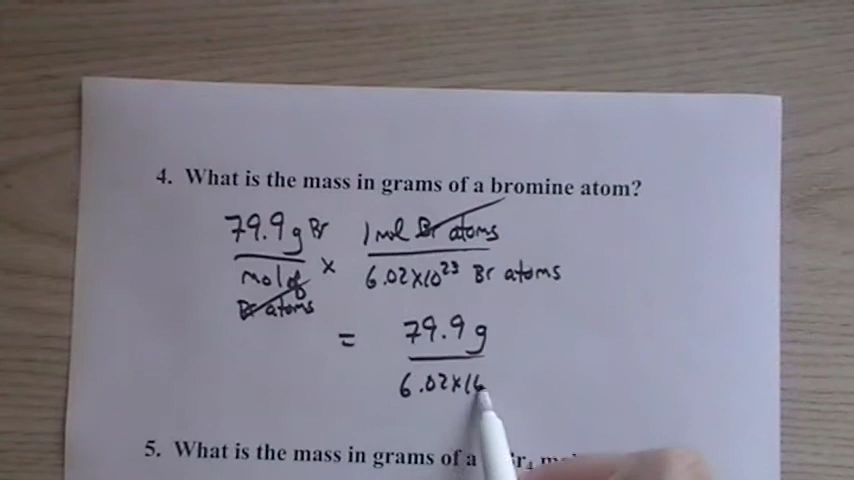 4. What is the mass in grams of a bromine atom?
79.9 g Br 1 mol Br atoms
mol of × 6.02×10²³ Br atoms
Br atoms
= 79.9 g
6.02×10
5. What is the mass in grams of a